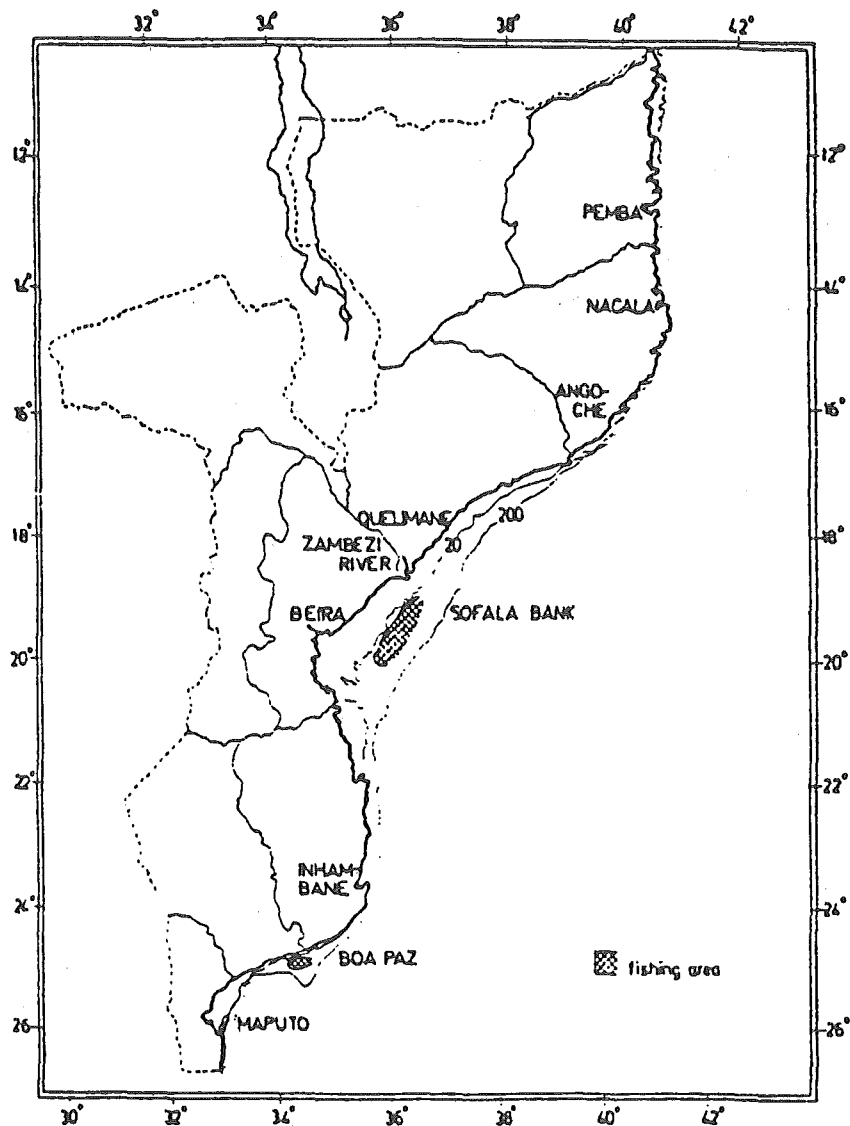 32° 34° 36° 38° 40° 42°
12° 12°
PEMBA
14° 14°
NACALA
ANGO-
CHE
16° 16°
QUELIMANE
200
20
18° 18°
ZAMBEZI
RIVER
BEIRA
SOFALA BANK
20° 20°
22° 22°
INHAM-
BANE
24° 24°
BOA PAZ
fishing area
MAPUTO
26° 26°
30° 32° 34° 36° 38° 40° 42°